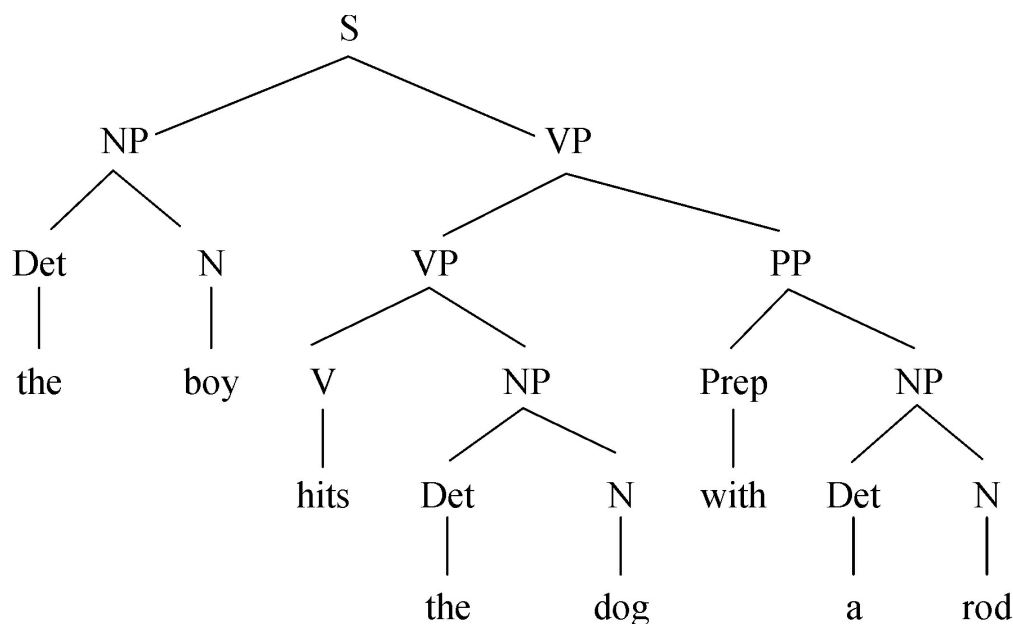 S
NP VP
Det N VP PP
the boy V NP Prep NP
hits Det N with Det N
the dog a rod